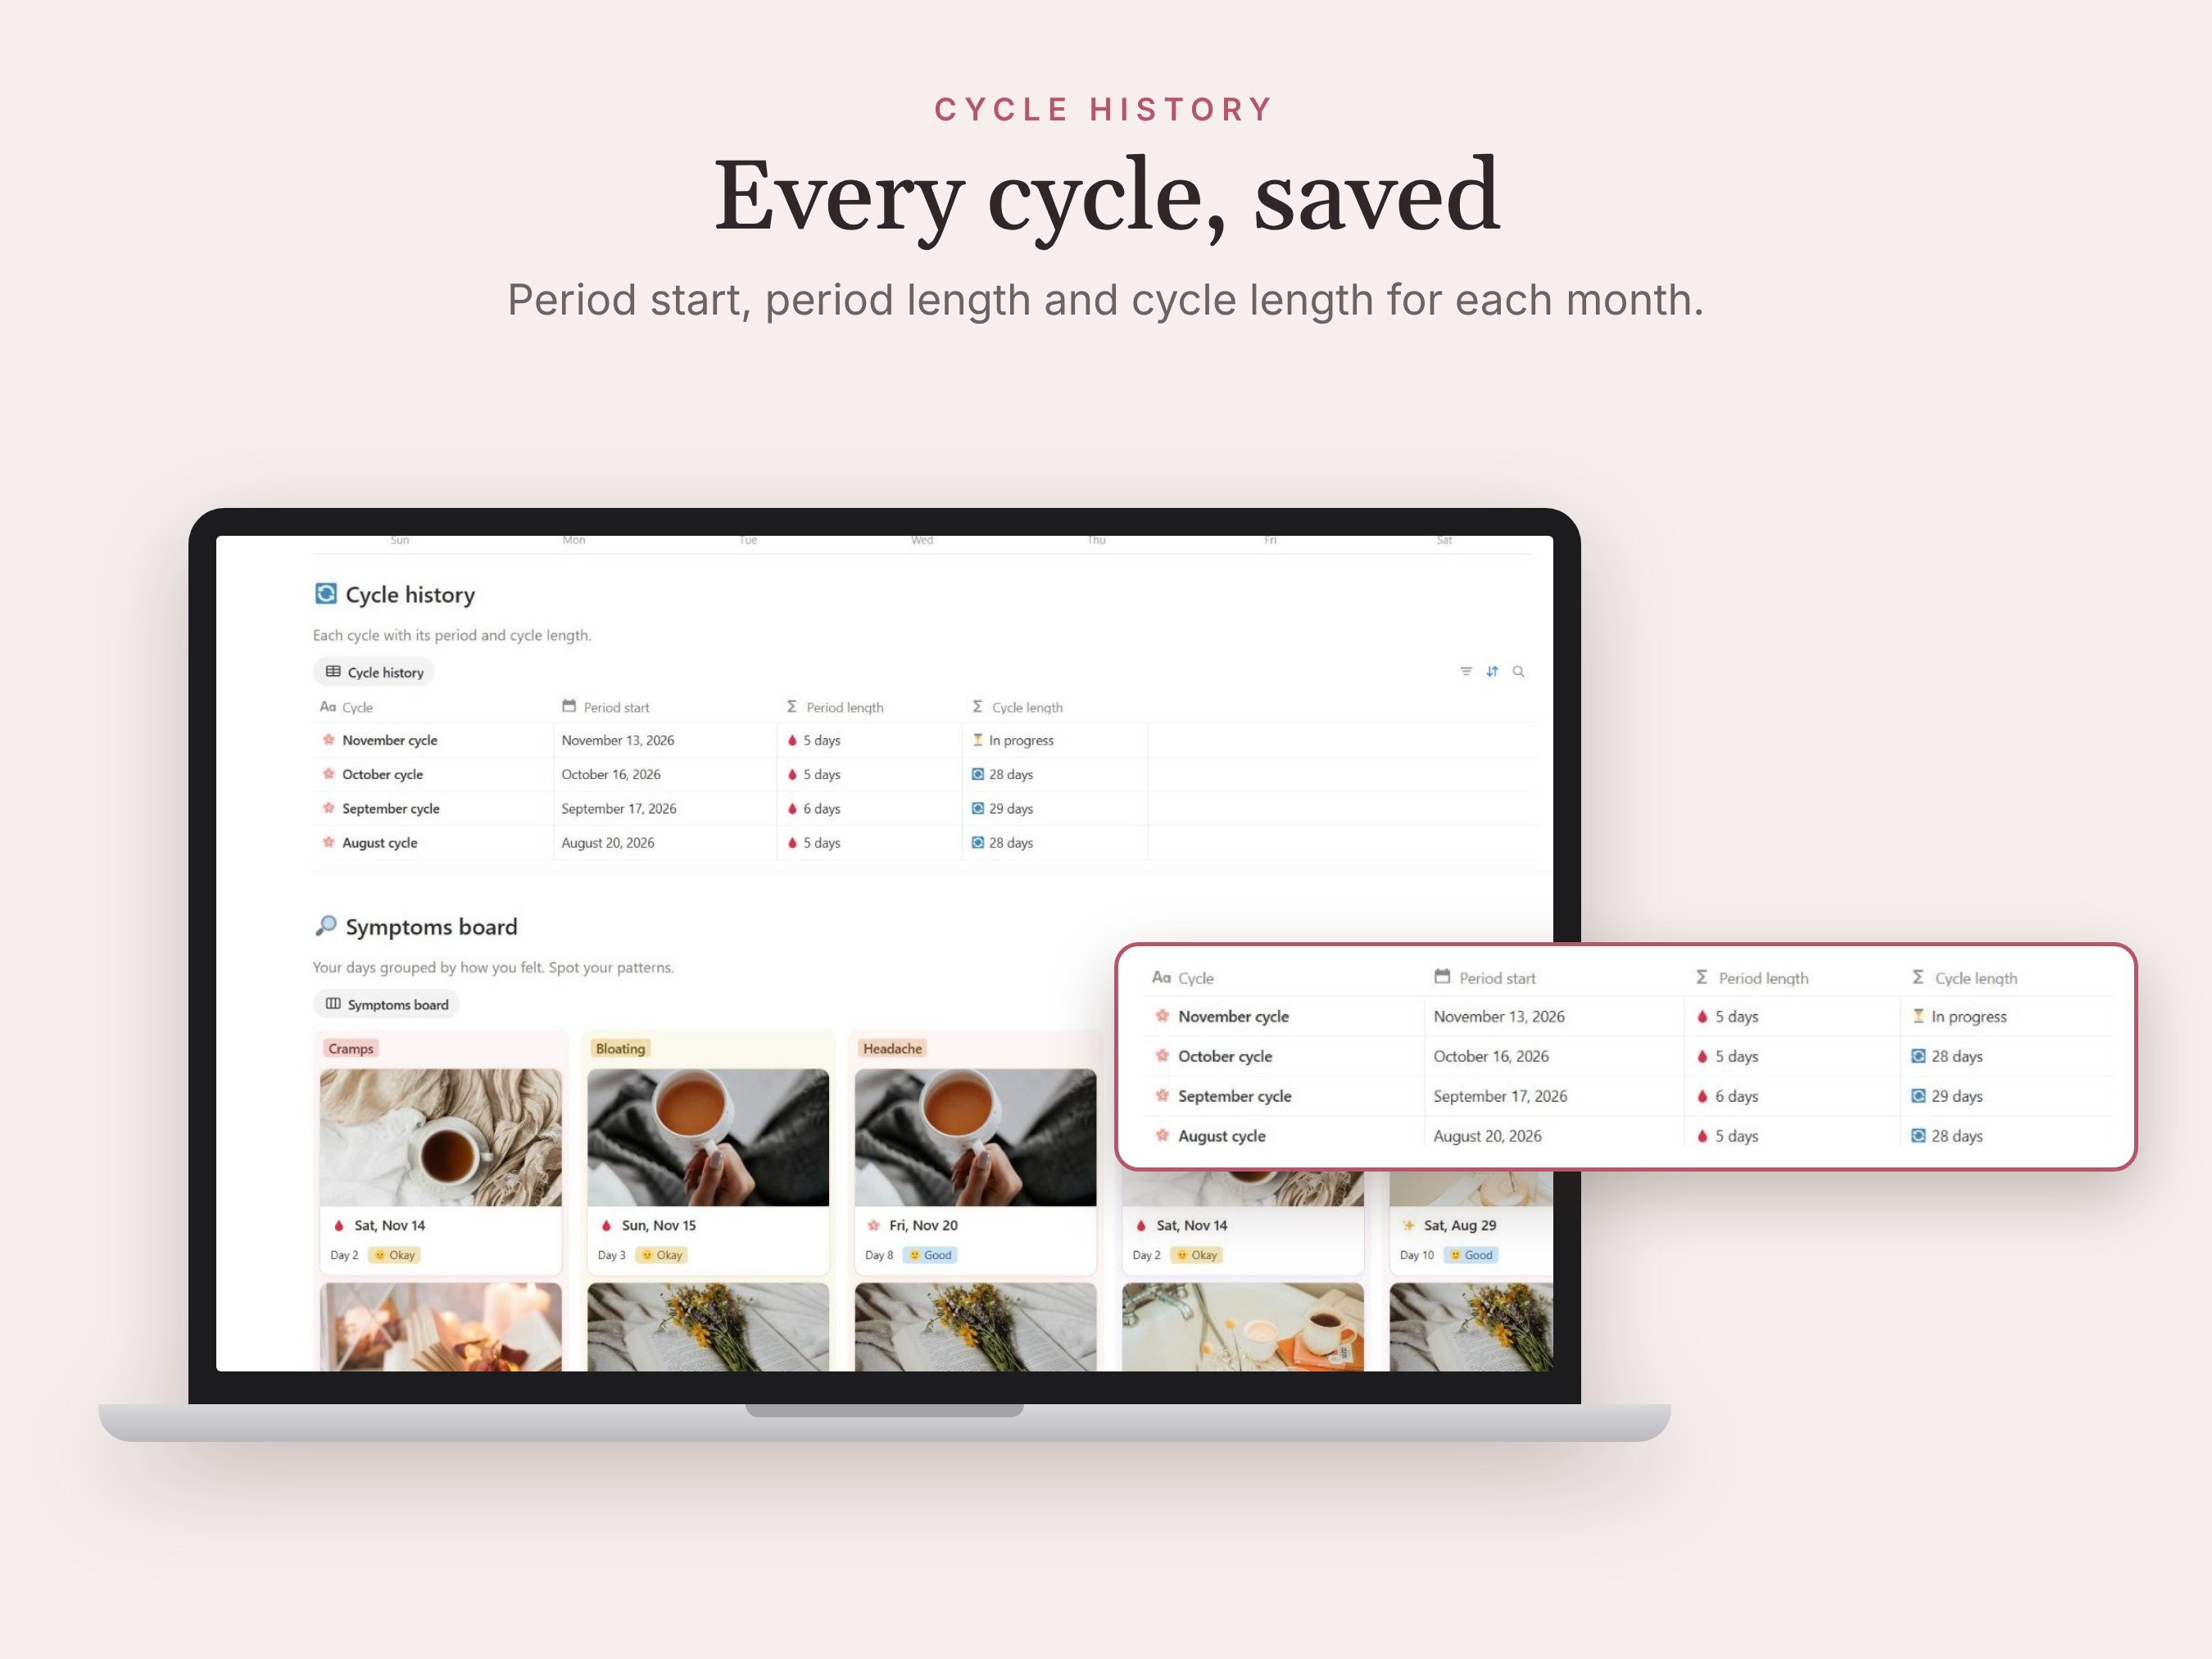 CYCLE HISTORY
Every cycle, saved
Period start, period length and cycle length for each month.
Sun Mon Tue Wed Thu Fri Sat
Cycle history
Each cycle with its period and cycle length.
Cycle history
Aa Cycle Period start Σ Period length Σ Cycle length
November cycle November 13, 2026 5 days In progress
October cycle October 16, 2026 5 days 28 days
September cycle September 17, 2026 6 days 29 days
August cycle August 20, 2026 5 days 28 days
Symptoms board
Your days grouped by how you felt. Spot your patterns.
Symptoms board
Cramps Bloating Headache
Sat, Nov 14 Sun, Nov 15 Fri, Nov 20 Sat, Nov 14 Sat, Aug 29
Day 2 Okay Day 3 Okay Day 8 Good Day 2 Okay Day 10 Good
Aa Cycle Period start Σ Period length Σ Cycle length
November cycle November 13, 2026 5 days In progress
October cycle October 16, 2026 5 days 28 days
September cycle September 17, 2026 6 days 29 days
August cycle August 20, 2026 5 days 28 days